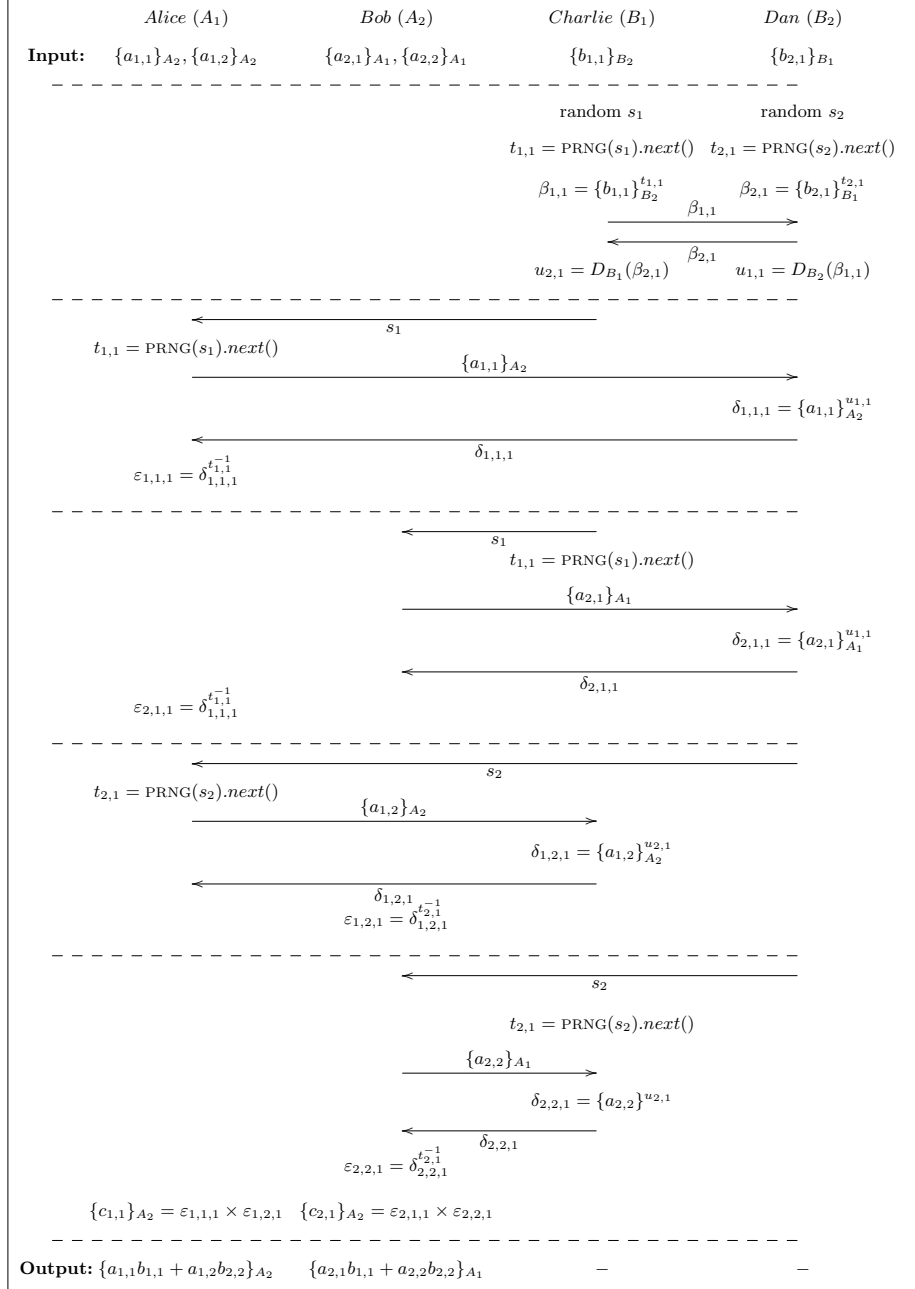 Alice (A₁) Bob (A₂) Charlie (B₁) Dan (B₂)
Input: {a₁,₁}_{A₂}, {a₁,₂}_{A₂} {a₂,₁}_{A₁}, {a₂,₂}_{A₁} {b₁,₁}_{B₂} {b₂,₁}_{B₁}
random s₁ random s₂
t₁,₁ = PRNG(s₁).next() t₂,₁ = PRNG(s₂).next()
β₁,₁ = {b₁,₁}_{B₂}^{t₁,₁} β₂,₁ = {b₂,₁}_{B₁}^{t₂,₁}
β₁,₁
β₂,₁
u₂,₁ = D_{B₁}(β₂,₁) u₁,₁ = D_{B₂}(β₁,₁)
s₁
t₁,₁ = PRNG(s₁).next()
{a₁,₁}_{A₂}
δ₁,₁,₁ = {a₁,₁}_{A₂}^{u₁,₁}
δ₁,₁,₁
ε₁,₁,₁ = δ₁,₁,₁^{t₁,₁^{-1}}
s₁
t₁,₁ = PRNG(s₁).next()
{a₂,₁}_{A₁}
δ₂,₁,₁ = {a₂,₁}_{A₁}^{u₁,₁}
δ₂,₁,₁
ε₂,₁,₁ = δ₁,₁,₁^{t₁,₁^{-1}}
s₂
t₂,₁ = PRNG(s₂).next()
{a₁,₂}_{A₂}
δ₁,₂,₁ = {a₁,₂}_{A₂}^{u₂,₁}
δ₁,₂,₁
ε₁,₂,₁ = δ₁,₂,₁^{t₂,₁^{-1}}
s₂
t₂,₁ = PRNG(s₂).next()
{a₂,₂}_{A₁}
δ₂,₂,₁ = {a₂,₂}^{u₂,₁}
δ₂,₂,₁
ε₂,₂,₁ = δ₂,₂,₁^{t₂,₁^{-1}}
{c₁,₁}_{A₂} = ε₁,₁,₁ × ε₁,₂,₁ {c₂,₁}_{A₂} = ε₂,₁,₁ × ε₂,₂,₁
Output: {a₁,₁b₁,₁ + a₁,₂b₂,₂}_{A₂} {a₂,₁b₁,₁ + a₂,₂b₂,₂}_{A₁} – –